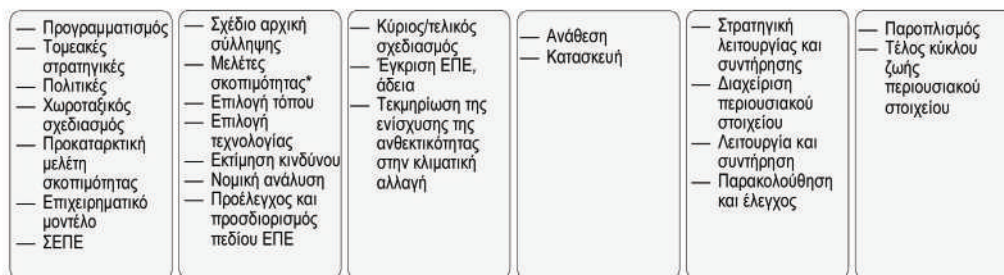 — Προγραμματισμός
— Τομεακές
στρατηγικές
— Πολιτικές
— Χωροταξικός
σχεδιασμός
— Προκαταρκτική
μελέτη
σκοπιμότητας
— Επιχειρηματικό
μοντέλο
— ΣΕΠΕ
— Σχέδιο αρχική
σύλληψης
— Μελέτες
σκοπιμότητας*
— Επιλογή τόπου
— Επιλογή
τεχνολογίας
— Εκτίμηση κινδύνου
— Νομική ανάλυση
— Προέλεγχος και
προσδιορισμός
πεδίου ΕΠΕ
— Κύριος/τελικός
σχεδιασμός
— Έγκριση ΕΠΕ,
άδεια
— Τεκμηρίωση της
ενίσχυσης της
ανθεκτικότητας
στην κλιματική
αλλαγή
— Ανάθεση
— Κατασκευή
— Στρατηγική
λειτουργίας και
συντήρησης
— Διαχείριση
περιουσιακού
στοιχείου
— Λειτουργία και
συντήρηση
— Παρακολούθηση
και έλεγχος
— Παροπλισμός
— Τέλος κύκλου
ζωής
περιουσιακού
στοιχείου